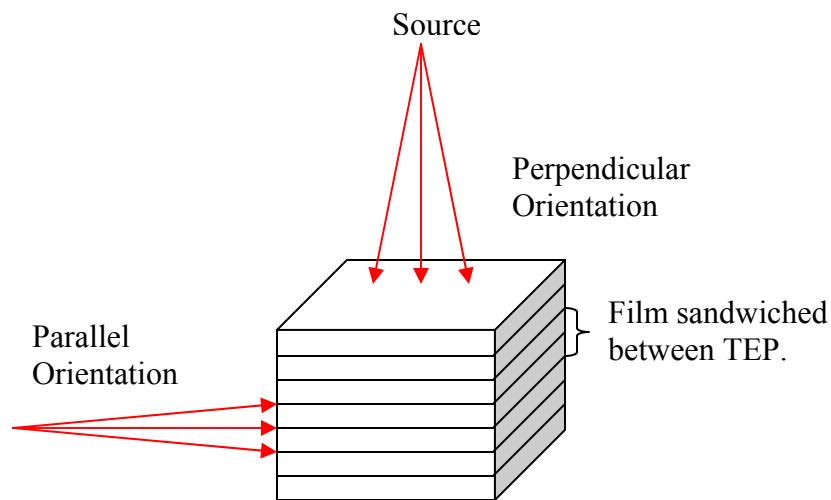 Source
Perpendicular
Orientation
Film sandwiched
between TEP.
Parallel
Orientation